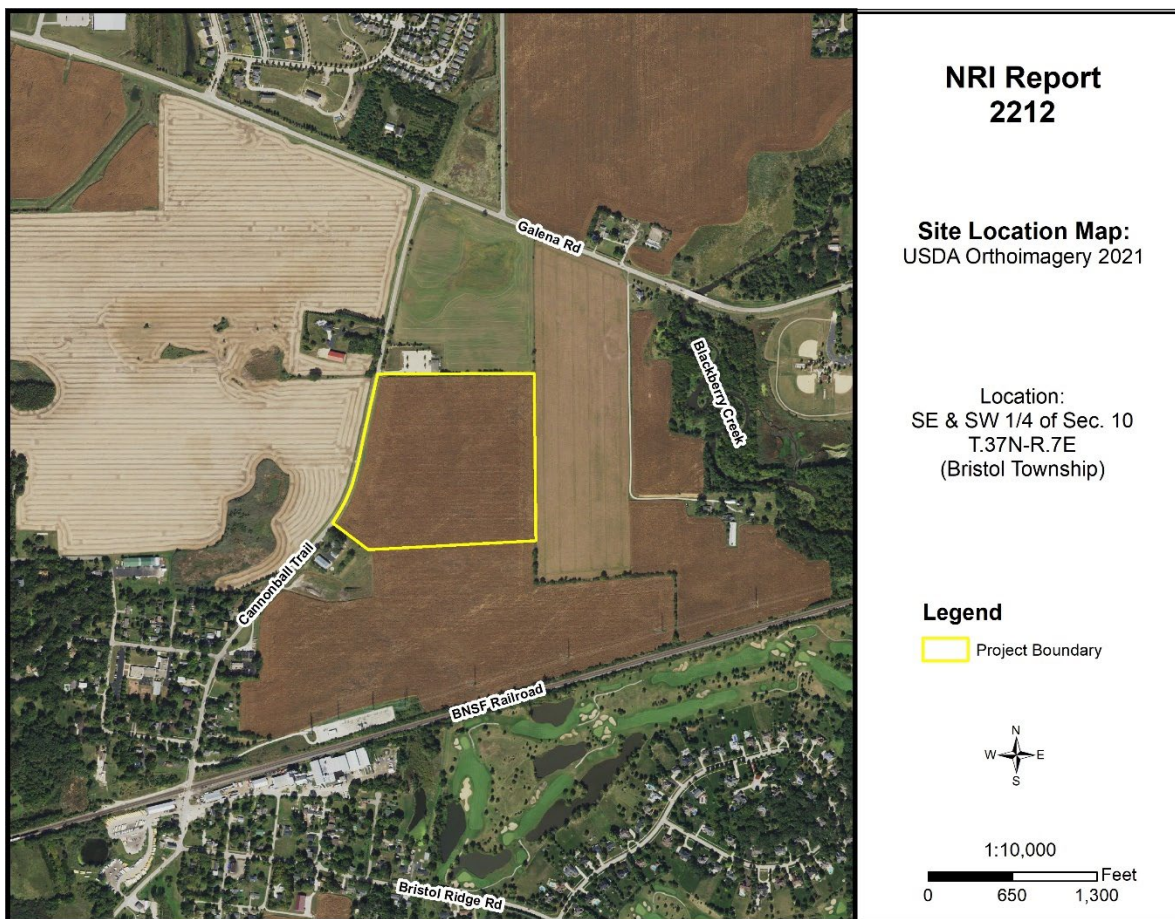 NRI Report
2212
Site Location Map:
USDA Orthoimagery 2021
Galena Rd
Blackberry Creek
Location:
SE & SW 1/4 of Sec. 10
T.37N-R.7E
(Bristol Township)
Cannonball Trail
Legend
Project Boundary
BNSF Railroad
N
W E
S
1:10,000
Feet
0 650 1,300
Bristol Ridge Rd